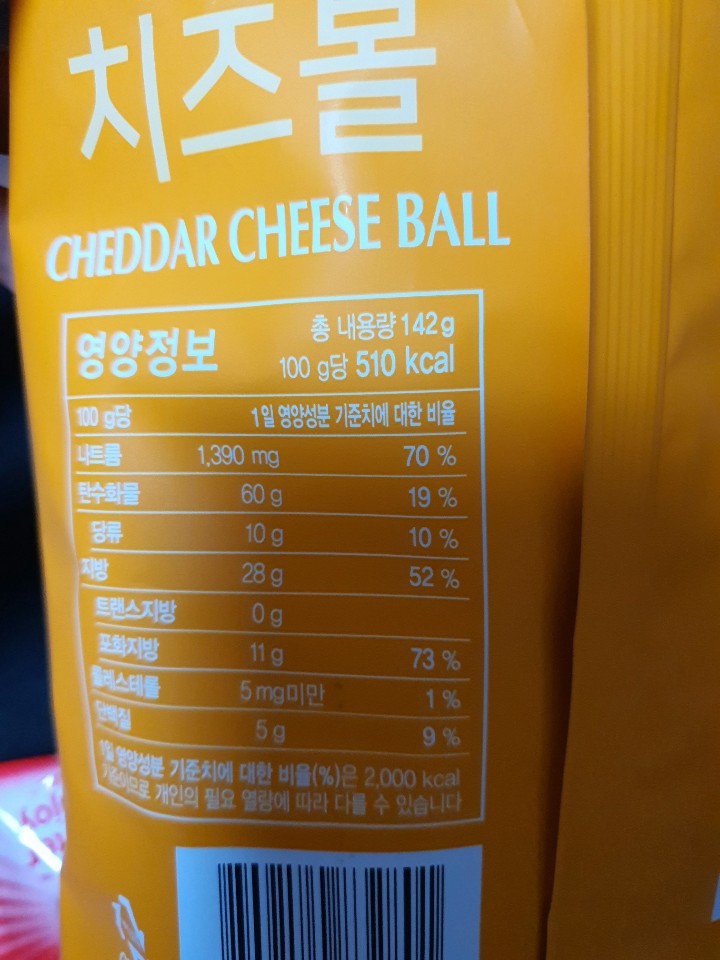 치즈볼
CHEDDAR CHEESE BALL
영양정보
총 내용량 142g
100 g당 510 kcal
100 g당 1일 영양성분 기준치에 대한 비율
나트륨 1,390 mg 70 %
탄수화물 60 g 19 %
당류 10 g 10 %
지방 28 g 52 %
트랜스지방 0 g
포화지방 11 g 73 %
콜레스테롤 5 mg미만 1 %
단백질 5 g 9 %
1일 영양성분 기준치에 대한 비율(%)은 2,000 kcal
기준이므로 개인의 필요 열량에 따라 다를 수 있습니다